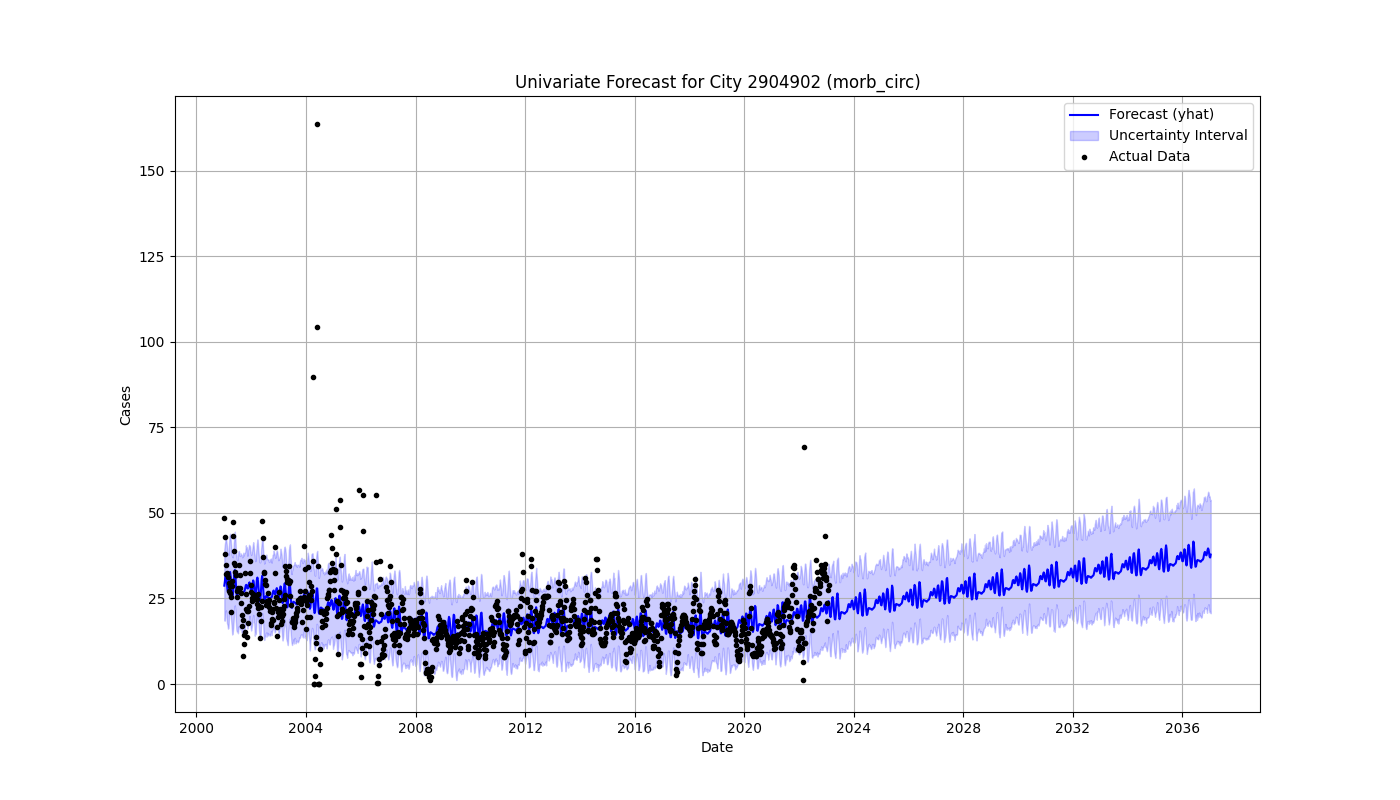 Univariate Forecast for City 2904902 (morb_circ)
Forecast (yhat)
Uncertainty Interval
Actual Data
150
125
100
75
50
25
0
Cases
2000 2004 2008 2012 2016 2020 2024 2028 2032 2036
Date